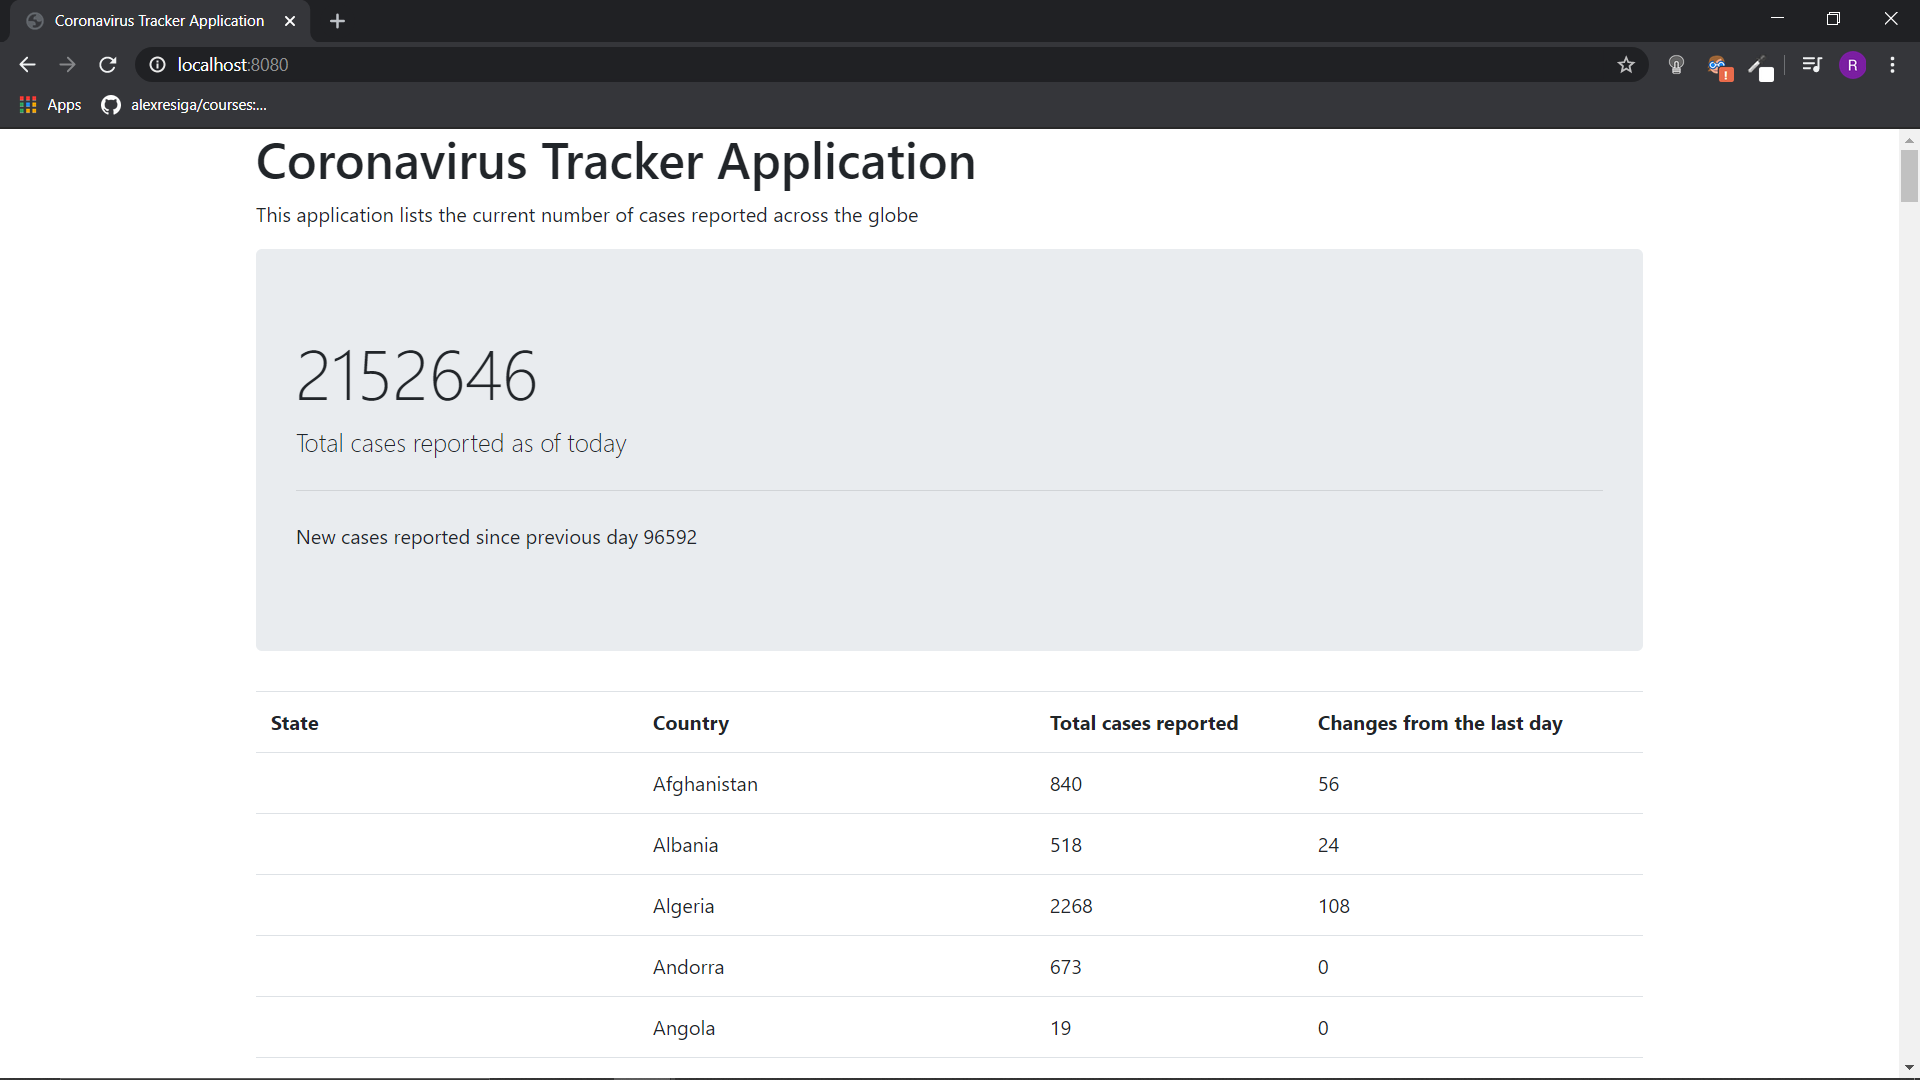 Coronavirus Tracker Application
localhost:8080
R
Apps
alexresiga/courses:...
Coronavirus Tracker Application
This application lists the current number of cases reported across the globe
2152646
Total cases reported as of today
New cases reported since previous day 96592
State Country Total cases reported Changes from the last day
Afghanistan 840 56
Albania 518 24
Algeria 2268 108
Andorra 673 0
Angola 19 0